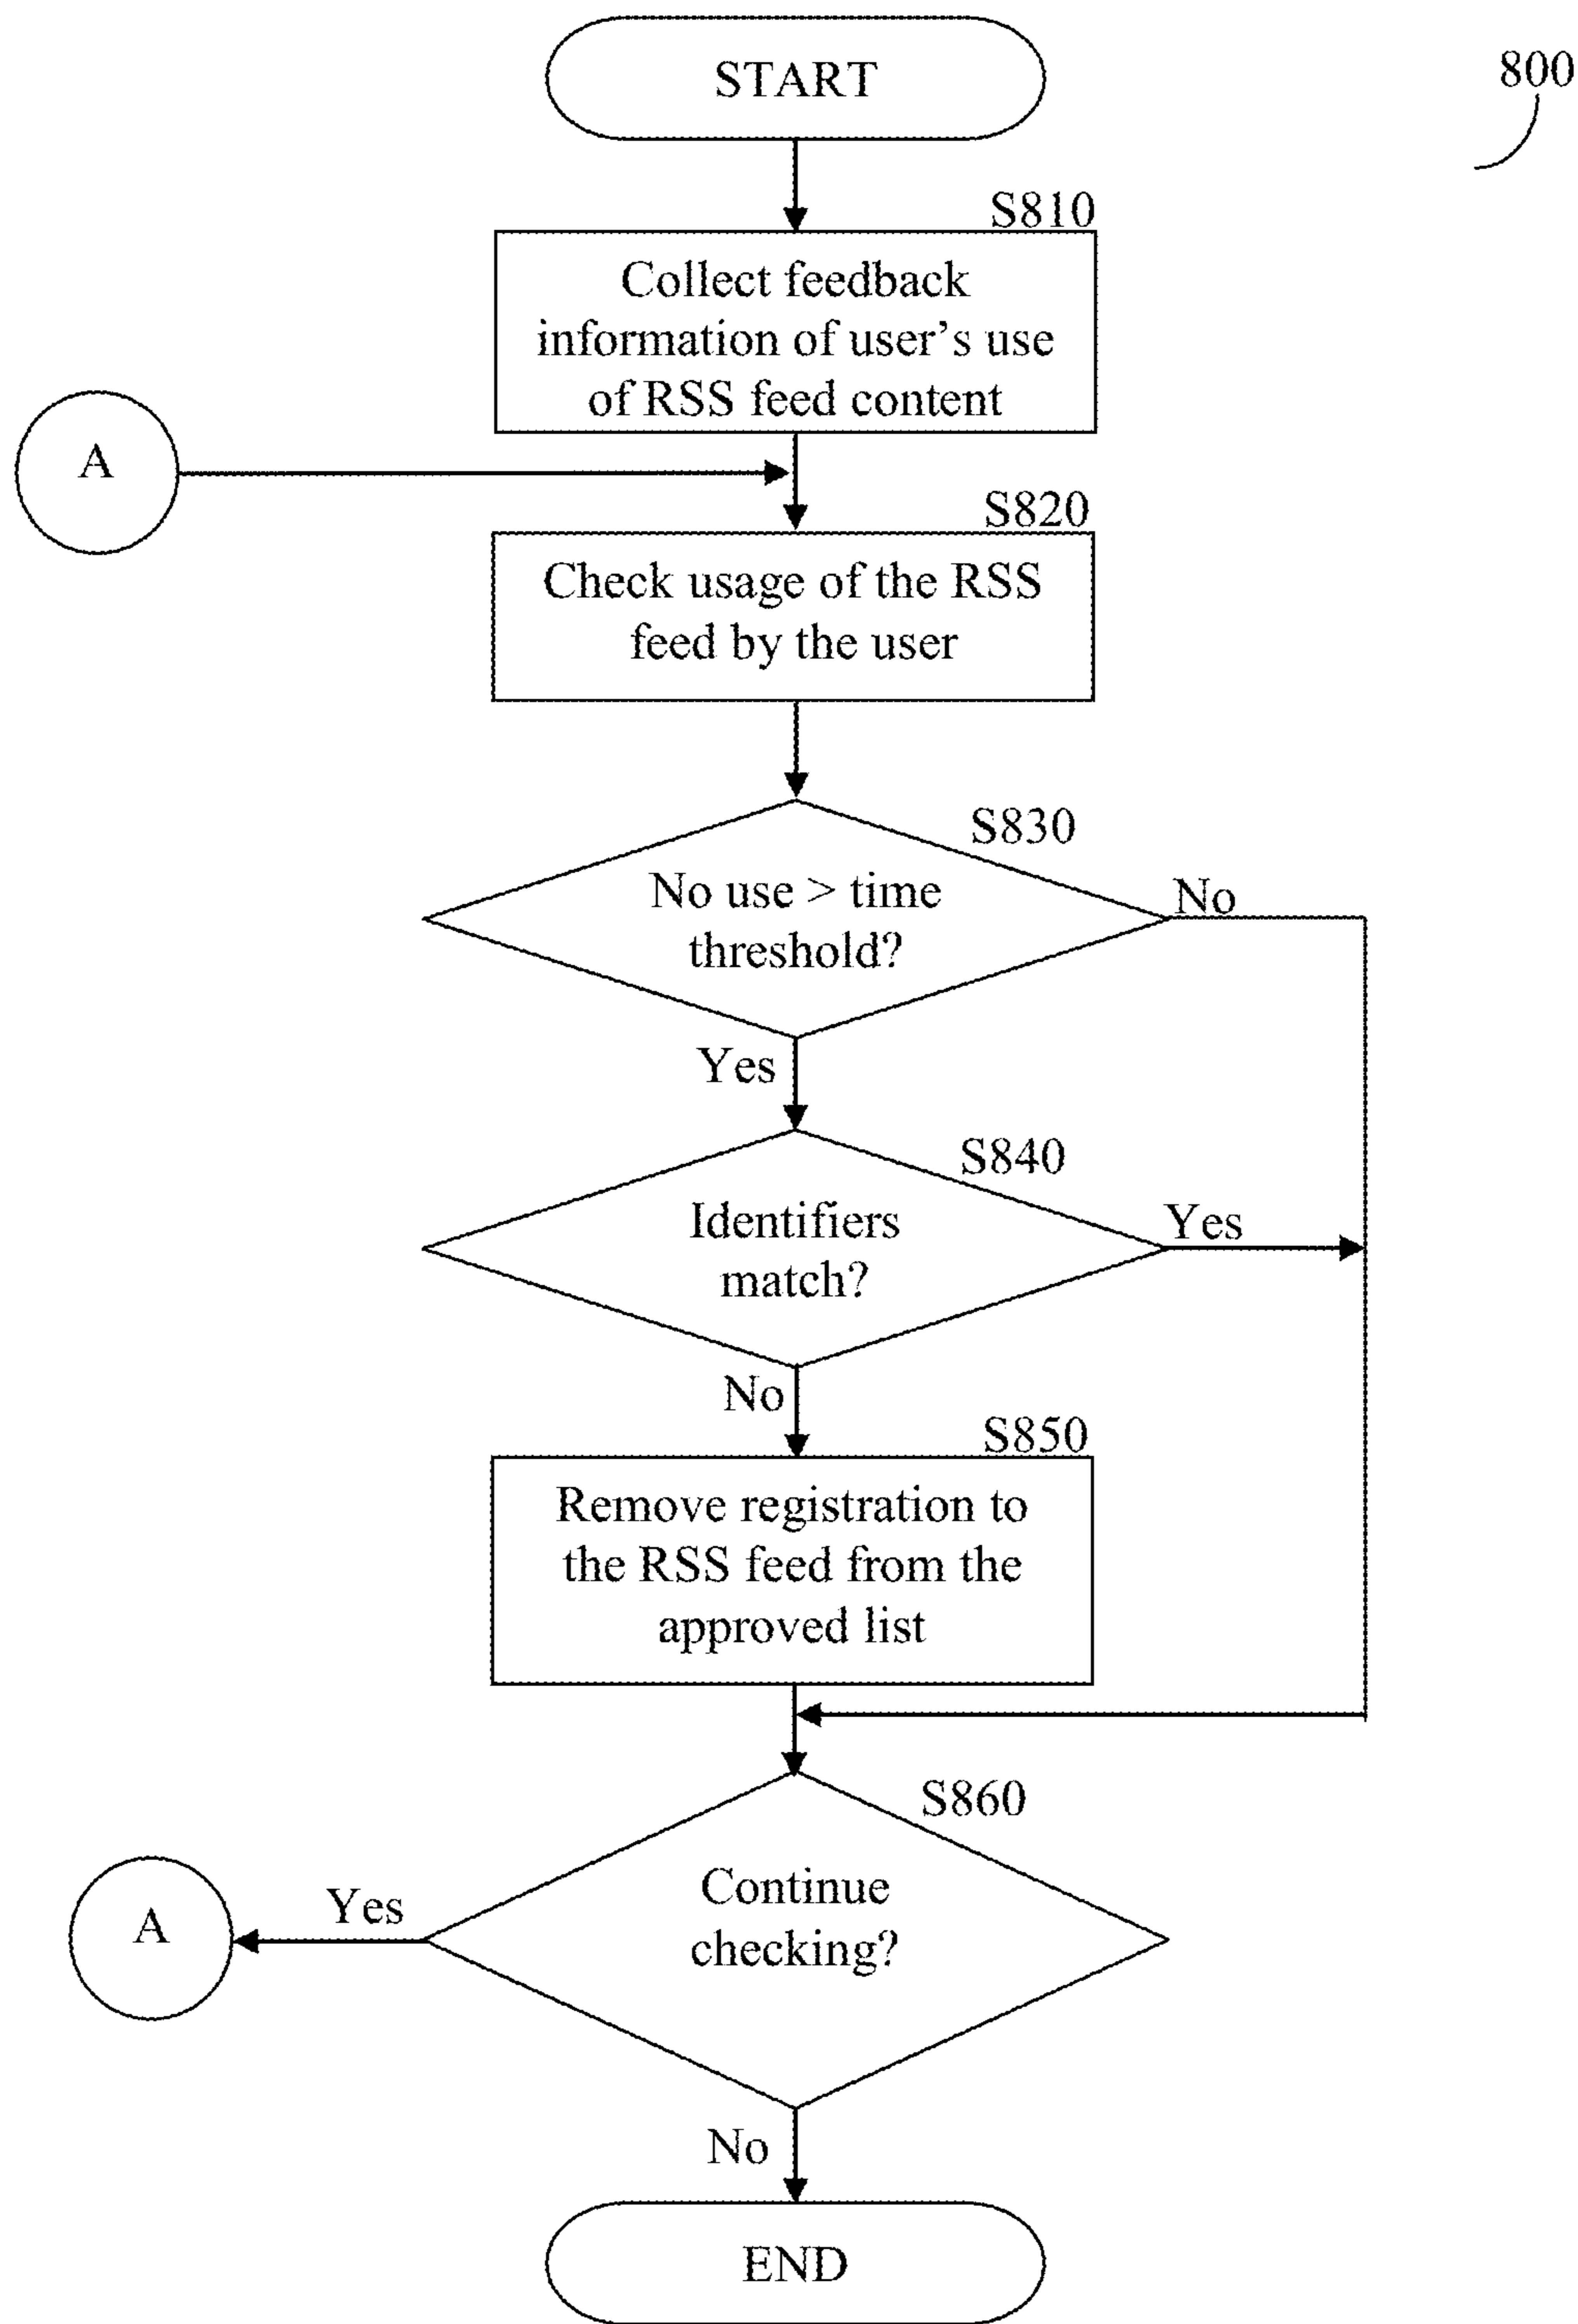 START
800
S810
Collect feedback
information of user’s use
of RSS feed content
A
S820
Check usage of the RSS
feed by the user
S830
No use > time
threshold?
No
Yes
S840
Identifiers
match?
Yes
No
S850
Remove registration to
the RSS feed from the
approved list
S860
Continue
checking?
Yes
A
No
END